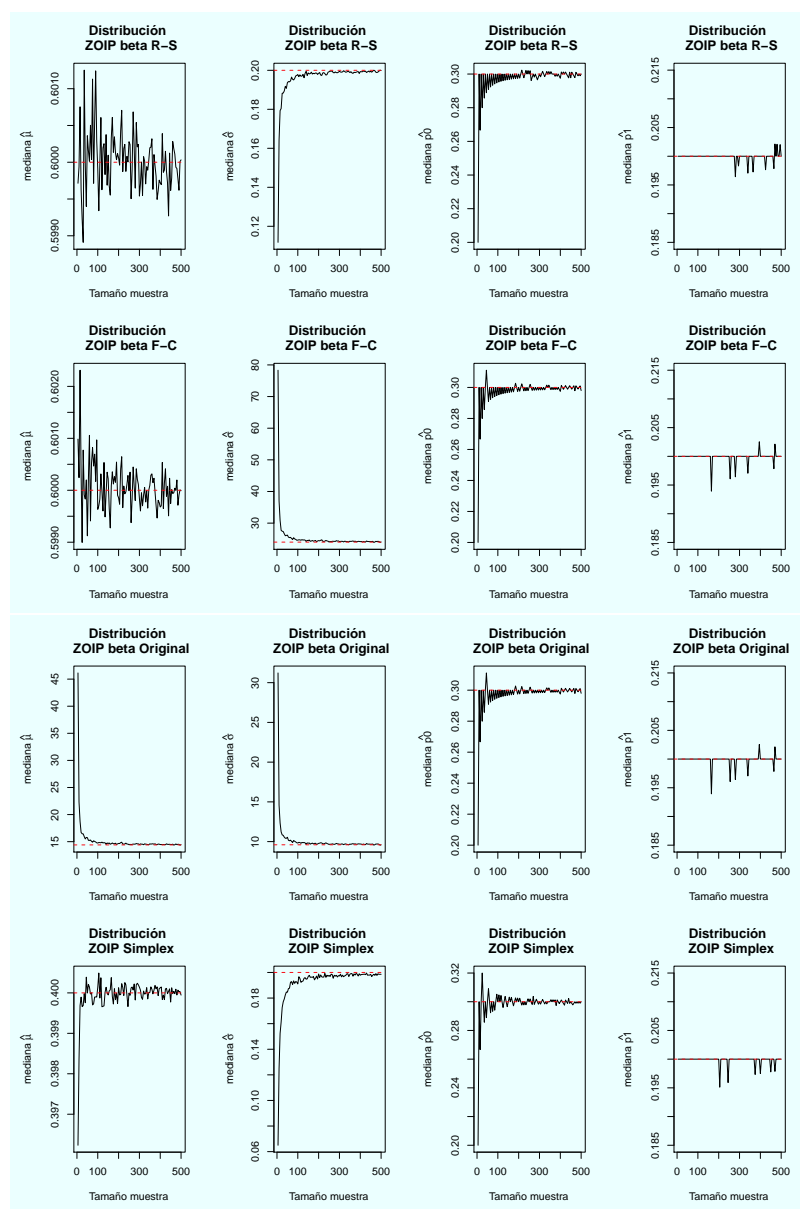 Distribución
ZOIP beta R−S
mediana μ̂
0.6010
0.6000
0.5990
0 100 300 500
Tamaño muestra
Distribución
ZOIP beta R−S
mediana σ̂
0.20
0.18
0.16
0.14
0.12
0 100 300 500
Tamaño muestra
Distribución
ZOIP beta R−S
mediana p̂0
0.30
0.28
0.26
0.24
0.22
0.20
0 100 300 500
Tamaño muestra
Distribución
ZOIP beta R−S
mediana p̂1
0.215
0.205
0.195
0.185
0 100 300 500
Tamaño muestra
Distribución
ZOIP beta F−C
mediana μ̂
0.6020
0.6010
0.6000
0.5990
0 100 300 500
Tamaño muestra
Distribución
ZOIP beta F−C
mediana σ̂
80
70
60
50
40
30
0 100 300 500
Tamaño muestra
Distribución
ZOIP beta F−C
mediana p̂0
0.30
0.28
0.26
0.24
0.22
0.20
0 100 300 500
Tamaño muestra
Distribución
ZOIP beta F−C
mediana p̂1
0.215
0.205
0.195
0.185
0 100 300 500
Tamaño muestra
Distribución
ZOIP beta Original
mediana μ̂
45
40
35
30
25
20
15
0 100 300 500
Tamaño muestra
Distribución
ZOIP beta Original
mediana σ̂
30
25
20
15
10
0 100 300 500
Tamaño muestra
Distribución
ZOIP beta Original
mediana p̂0
0.30
0.28
0.26
0.24
0.22
0.20
0 100 300 500
Tamaño muestra
Distribución
ZOIP beta Original
mediana p̂1
0.215
0.205
0.195
0.185
0 100 300 500
Tamaño muestra
Distribución
ZOIP Simplex
mediana μ̂
0.400
0.399
0.398
0.397
0 100 300 500
Tamaño muestra
Distribución
ZOIP Simplex
mediana σ̂
0.18
0.14
0.10
0.06
0 100 300 500
Tamaño muestra
Distribución
ZOIP Simplex
mediana p̂0
0.32
0.28
0.24
0.20
0 100 300 500
Tamaño muestra
Distribución
ZOIP Simplex
mediana p̂1
0.215
0.205
0.195
0.185
0 100 300 500
Tamaño muestra